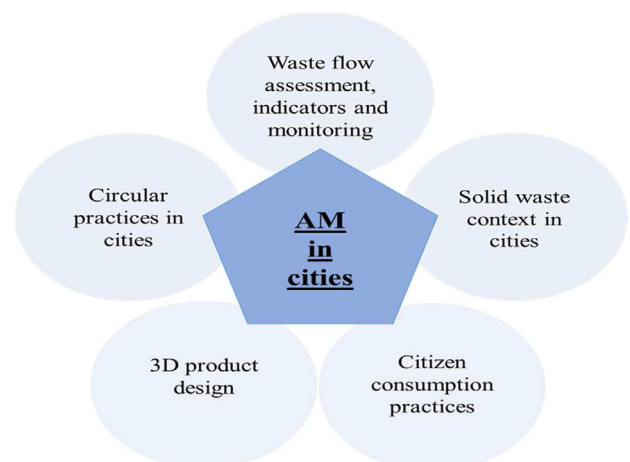 Waste flow
assessment,
indicators and
monitoring
Circular
practices in
cities
AM
in
cities
Solid waste
context in
cities
3D product
design
Citizen
consumption
practices